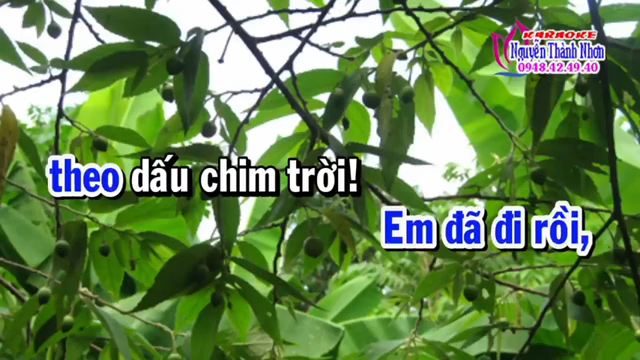 KARAOKE
Nguyễn Thành Nhơn
0948.42.49.40
theo dấu chim trời!
Em đã đi rồi,